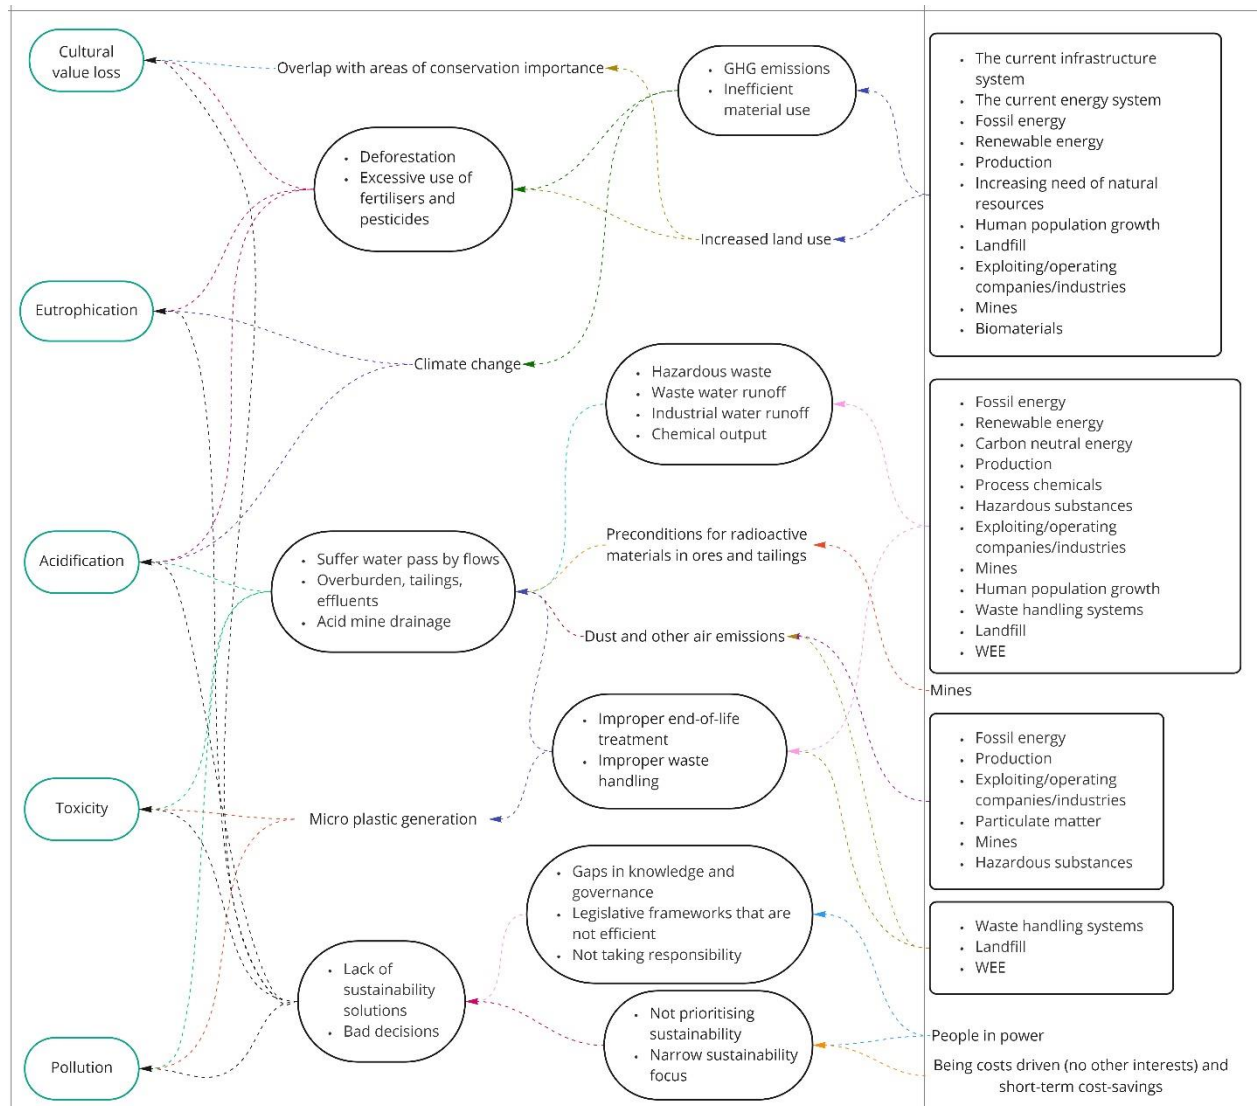 Cultural
value loss
Overlap with areas of conservation importance
• GHG emissions
• Inefficient
material use
• Deforestation
• Excessive use of
fertilisers and
pesticides
Increased land use
Eutrophication
Climate change
• Hazardous waste
• Waste water runoff
• Industrial water runoff
• Chemical output
Acidification
• Suffer water pass by flows
• Overburden, tailings,
effluents
• Acid mine drainage
Preconditions for radioactive
materials in ores and tailings
Dust and other air emissions
• Improper end-of-life
treatment
• Improper waste
handling
Toxicity
Micro plastic generation
• Gaps in knowledge and
governance
• Legislative frameworks that are
not efficient
• Not taking responsibility
• Lack of
sustainability
solutions
• Bad decisions
• Not prioritising
sustainability
• Narrow sustainability
focus
Pollution
• The current infrastructure
system
• The current energy system
• Fossil energy
• Renewable energy
• Production
• Increasing need of natural
resources
• Human population growth
• Landfill
• Exploiting/operating
companies/industries
• Mines
• Biomaterials
• Fossil energy
• Renewable energy
• Carbon neutral energy
• Production
• Process chemicals
• Hazardous substances
• Exploiting/operating
companies/industries
• Mines
• Human population growth
• Waste handling systems
• Landfill
• WEE
Mines
• Fossil energy
• Production
• Exploiting/operating
companies/industries
• Particulate matter
• Mines
• Hazardous substances
• Waste handling systems
• Landfill
• WEE
People in power
Being costs driven (no other interests) and
short-term cost-savings